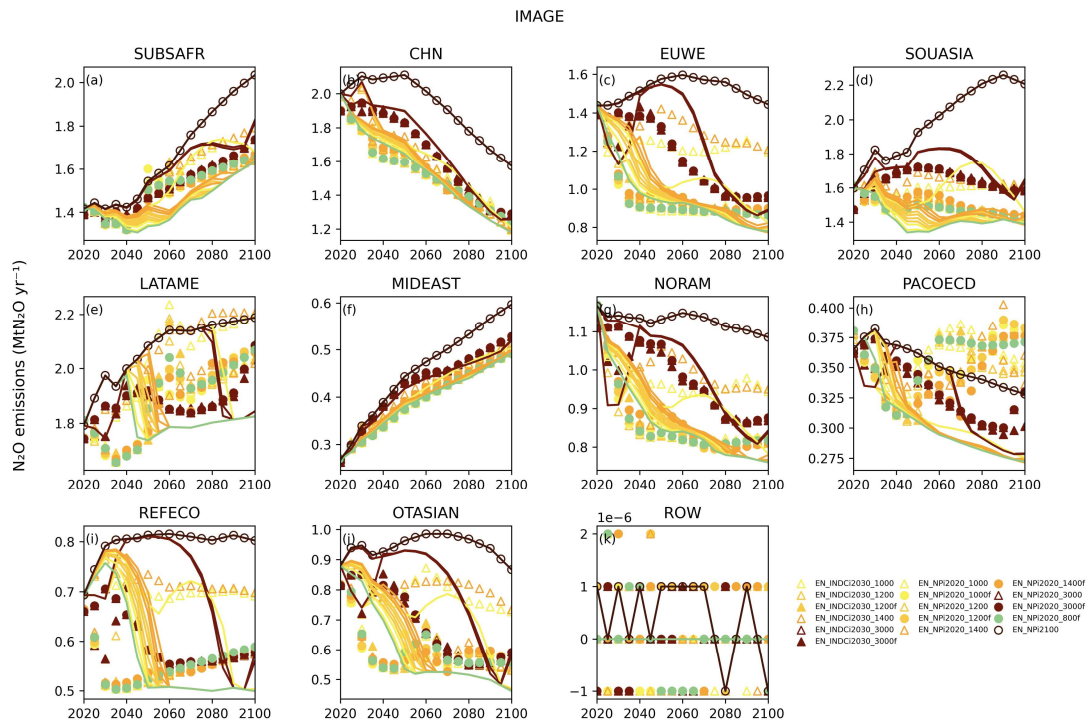 IMAGE
SUBSAFR
CHN
EUWE
SOUASIA
(a)
(b)
(c)
(d)
2.0
1.8
1.6
1.4
2.0
1.8
1.6
1.4
1.2
1.6
1.4
1.2
1.0
0.8
2.2
2.0
1.8
1.6
1.4
2020 2040 2060 2080 2100
2020 2040 2060 2080 2100
2020 2040 2060 2080 2100
2020 2040 2060 2080 2100
N₂O emissions (MtN₂O yr⁻¹)
LATAME
MIDEAST
NORAM
PACOECD
(e)
(f)
(g)
(h)
2.2
2.0
1.8
0.6
0.5
0.4
0.3
1.1
1.0
0.9
0.8
0.400
0.375
0.350
0.325
0.300
0.275
2020 2040 2060 2080 2100
2020 2040 2060 2080 2100
2020 2040 2060 2080 2100
2020 2040 2060 2080 2100
REFECO
OTASIAN
ROW
1e−6
(i)
(j)
(k)
0.8
0.7
0.6
0.5
1.0
0.9
0.8
0.7
0.6
0.5
2
1
0
−1
2020 2040 2060 2080 2100
2020 2040 2060 2080 2100
2020 2040 2060 2080 2100
EN_INDCi2030_1000
EN_INDCi2030_1200
EN_INDCi2030_1200f
EN_INDCi2030_1400
EN_INDCi2030_3000
EN_INDCi2030_3000f
EN_NPi2020_1000
EN_NPi2020_1000f
EN_NPi2020_1200
EN_NPi2020_1200f
EN_NPi2020_1400
EN_NPi2020_1400f
EN_NPi2020_3000
EN_NPi2020_3000f
EN_NPi2020_800f
EN_NPi2100